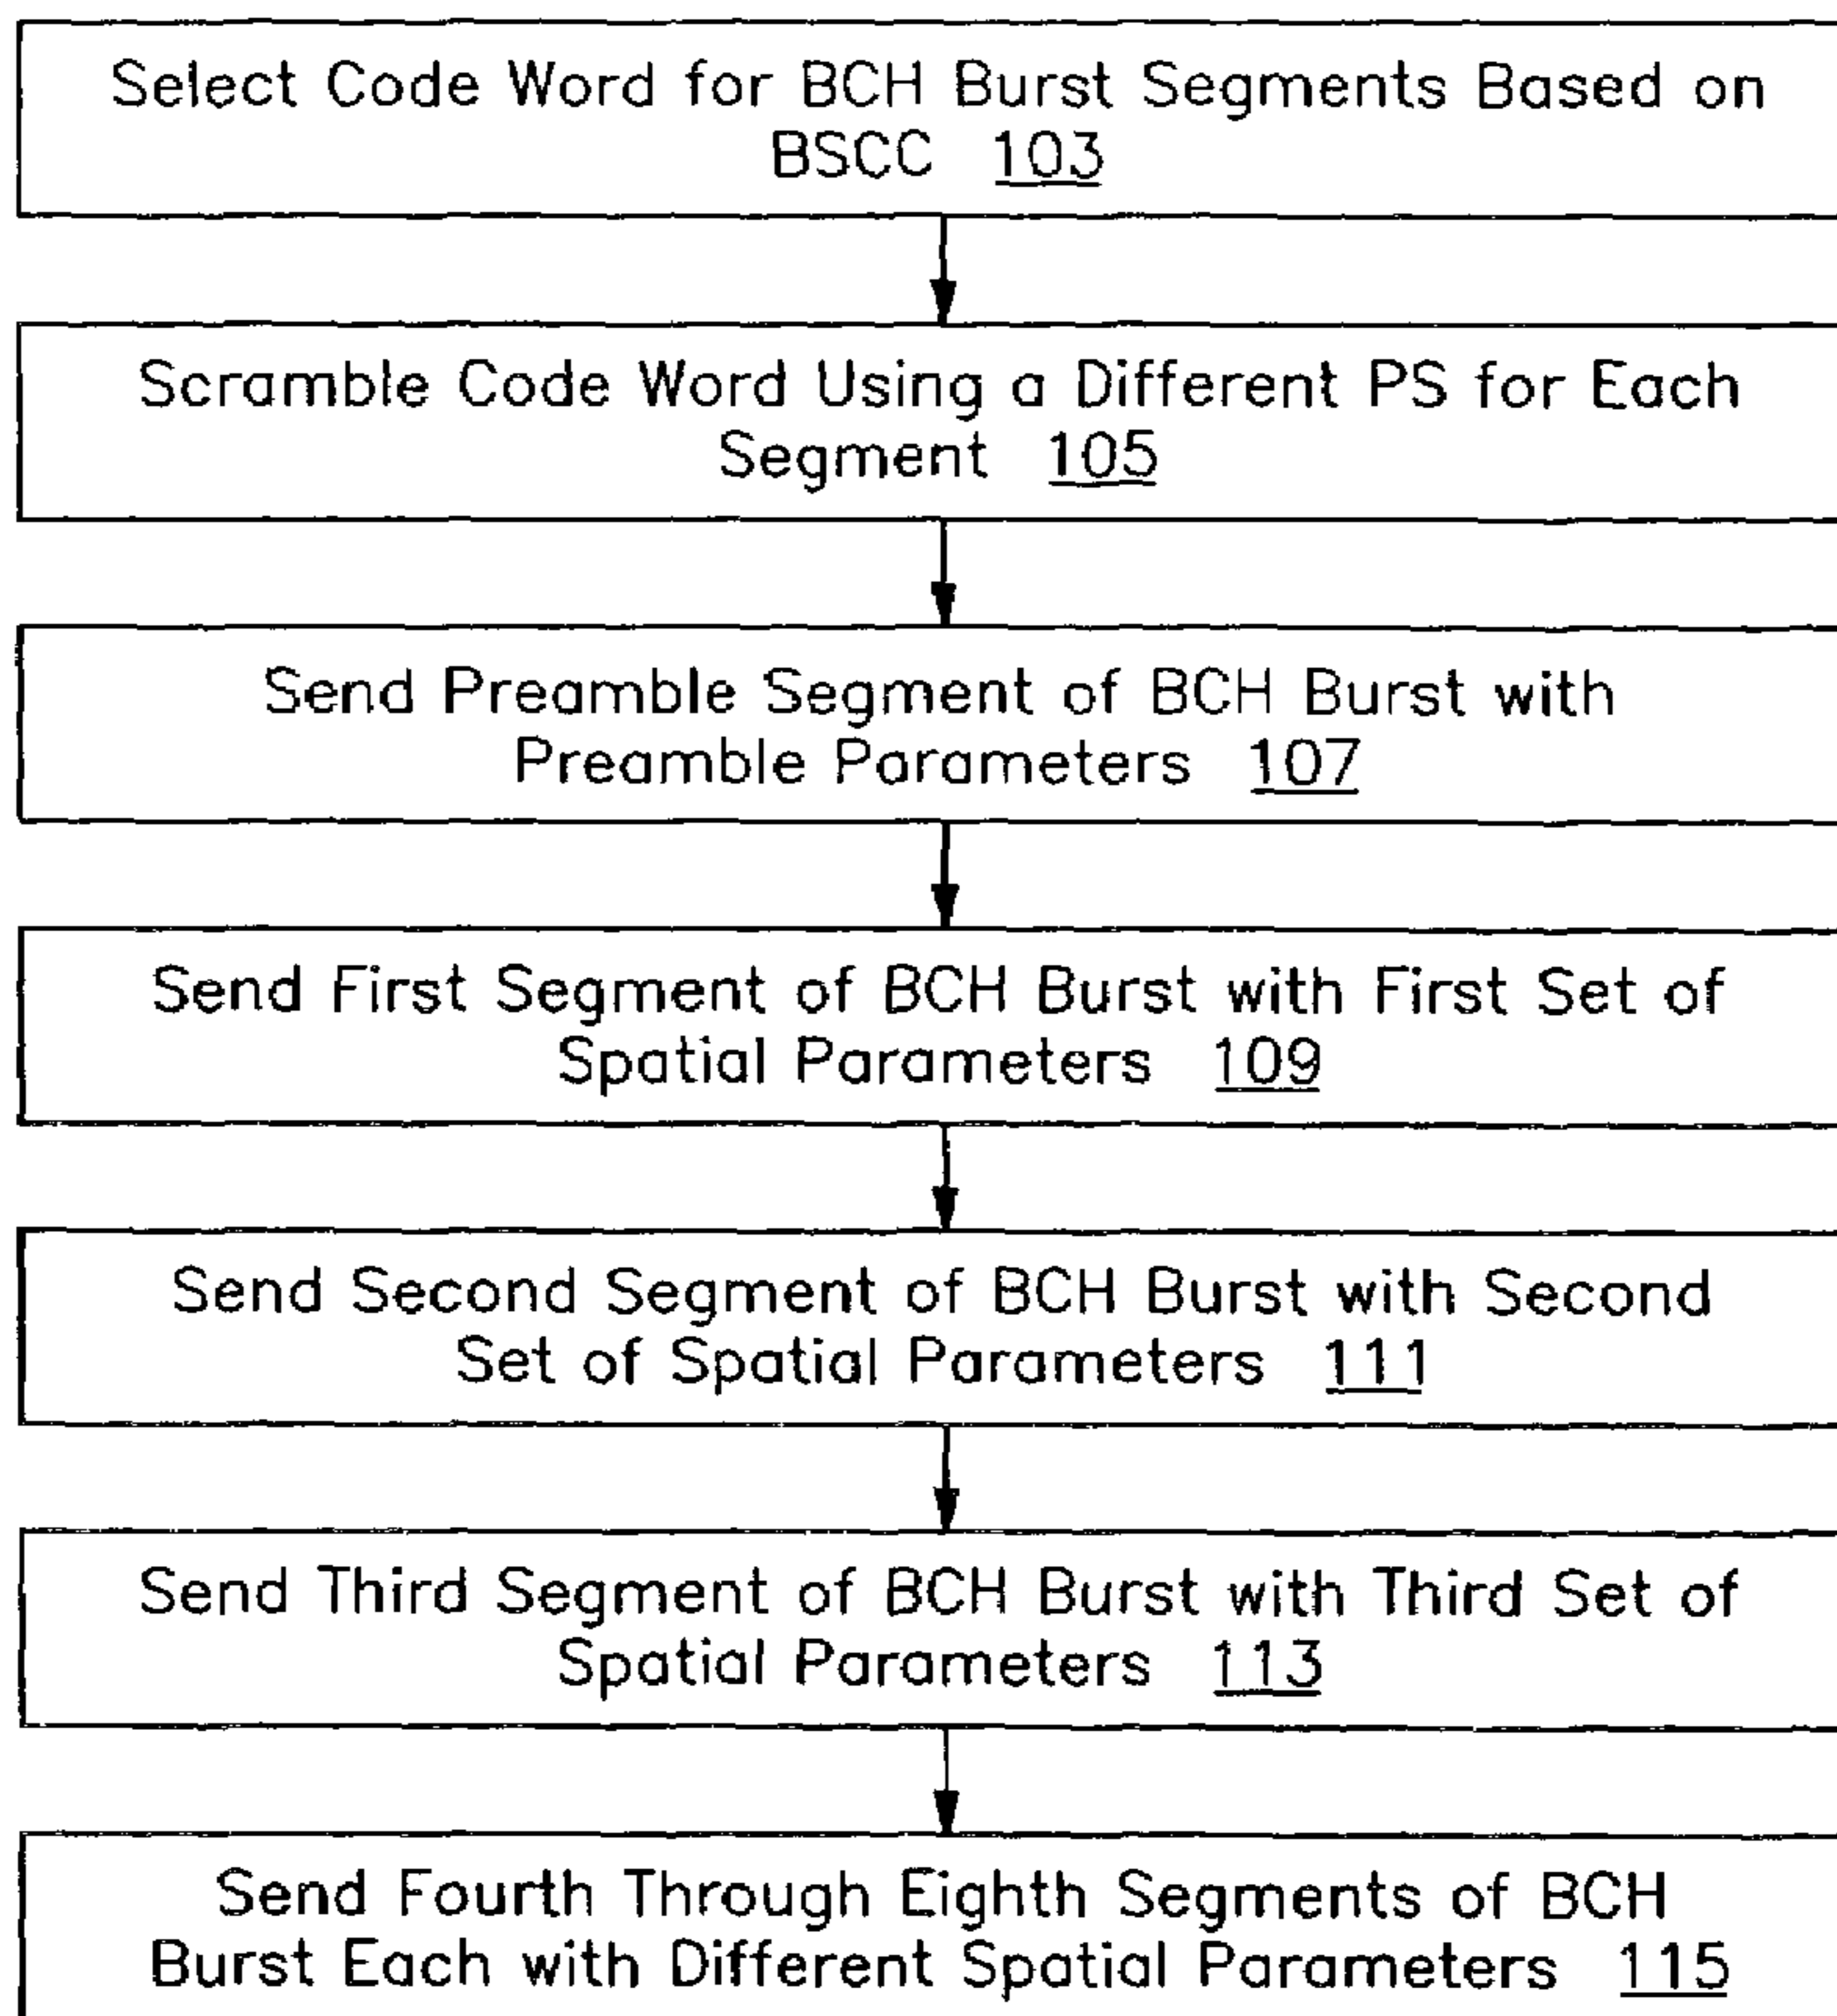 Select Code Word for BCH Burst Segments Based on
BSCC 103
Scramble Code Word Using a Different PS for Each
Segment 105
Send Preamble Segment of BCH Burst with
Preamble Parameters 107
Send First Segment of BCH Burst with First Set of
Spatial Parameters 109
Send Second Segment of BCH Burst with Second
Set of Spatial Parameters 111
Send Third Segment of BCH Burst with Third Set of
Spatial Parameters 113
Send Fourth Through Eighth Segments of BCH
Burst Each with Different Spatial Parameters 115